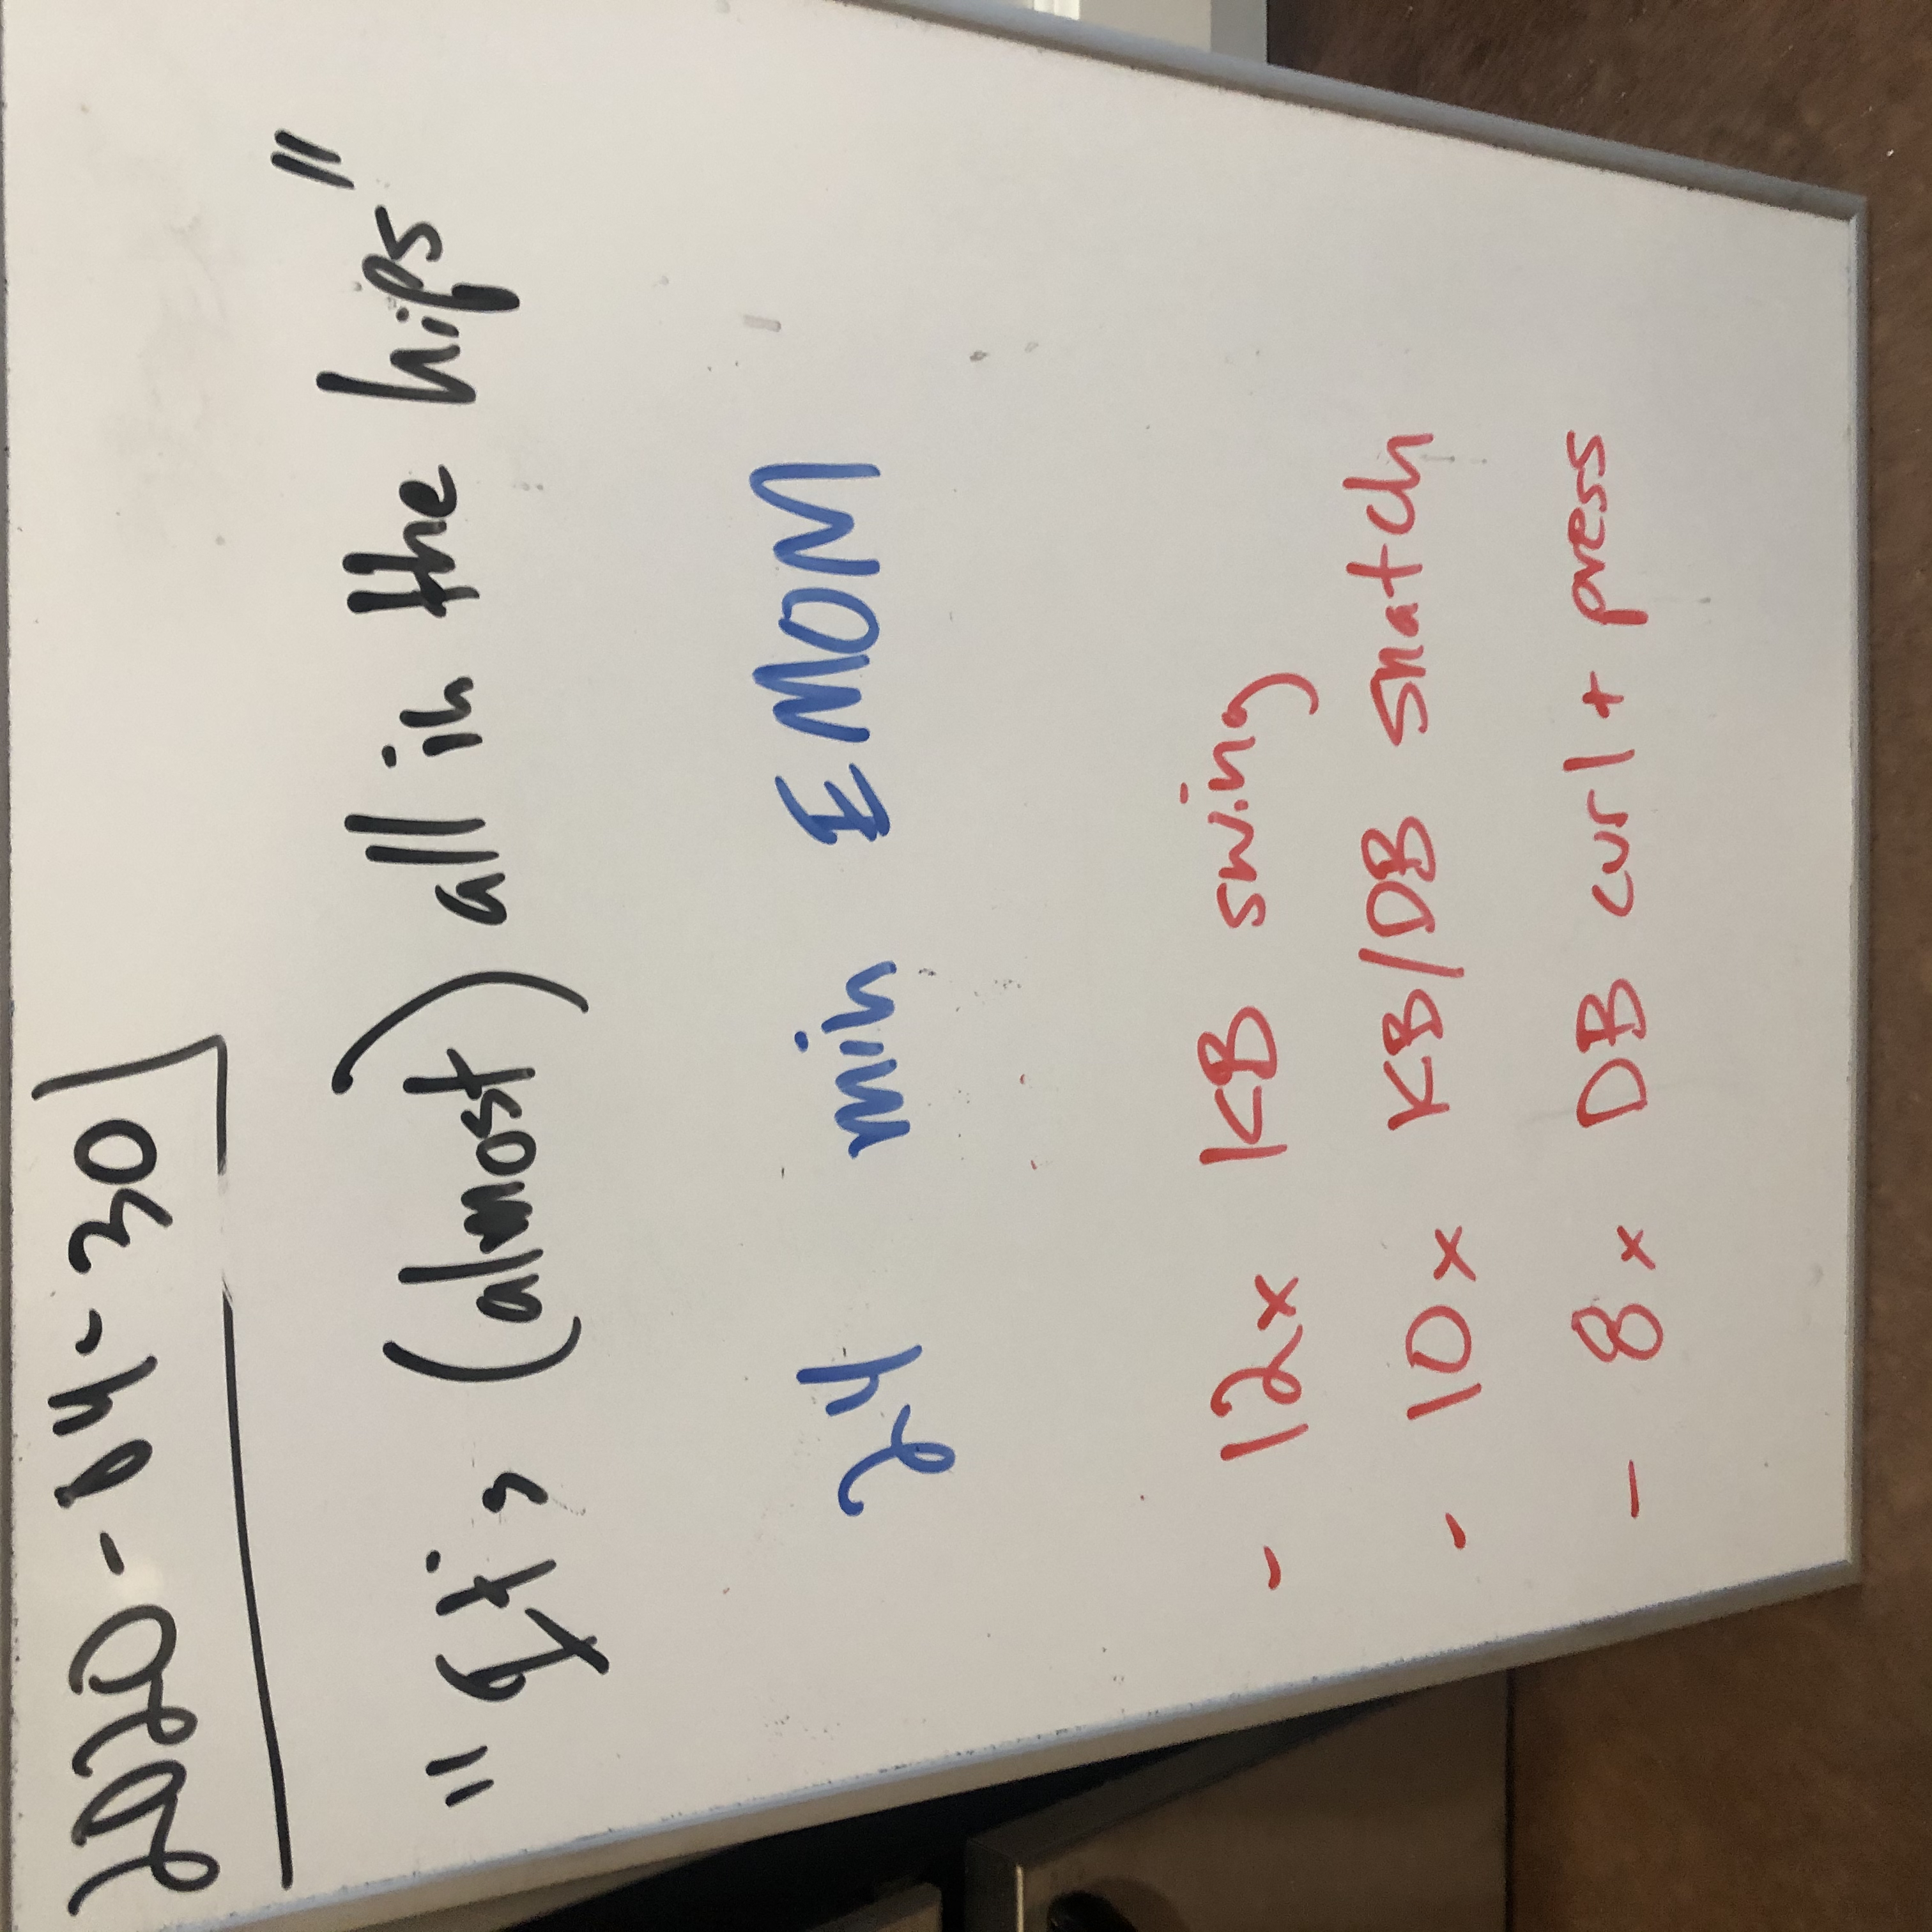 2020-04-30
"It's (almost) all in the hips"
24 min EMOM
- 12x KB swing
- 10x KB/DB snatch
- 8x DB curl + press